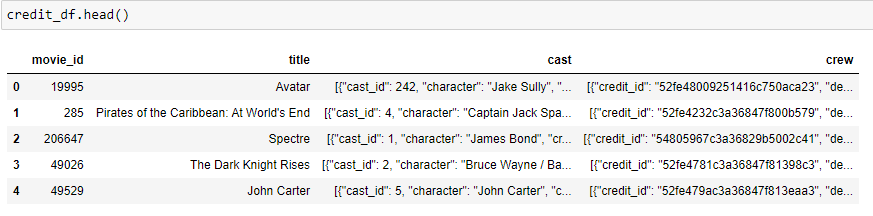 credit_df.head()
movie_id title cast crew
0 19995 Avatar [{"cast_id": 242, "character": "Jake Sully", "... [{"credit_id": "52fe48009251416c750aca23", "de...
1 285 Pirates of the Caribbean: At World's End [{"cast_id": 4, "character": "Captain Jack Spa... [{"credit_id": "52fe4232c3a36847f800b579", "de...
2 206647 Spectre [{"cast_id": 1, "character": "James Bond", "cr... [{"credit_id": "54805967c3a36829b5002c41", "de...
3 49026 The Dark Knight Rises [{"cast_id": 2, "character": "Bruce Wayne / Ba... [{"credit_id": "52fe4781c3a36847f81398c3", "de...
4 49529 John Carter [{"cast_id": 5, "character": "John Carter", "c... [{"credit_id": "52fe479ac3a36847f813eaa3", "de...